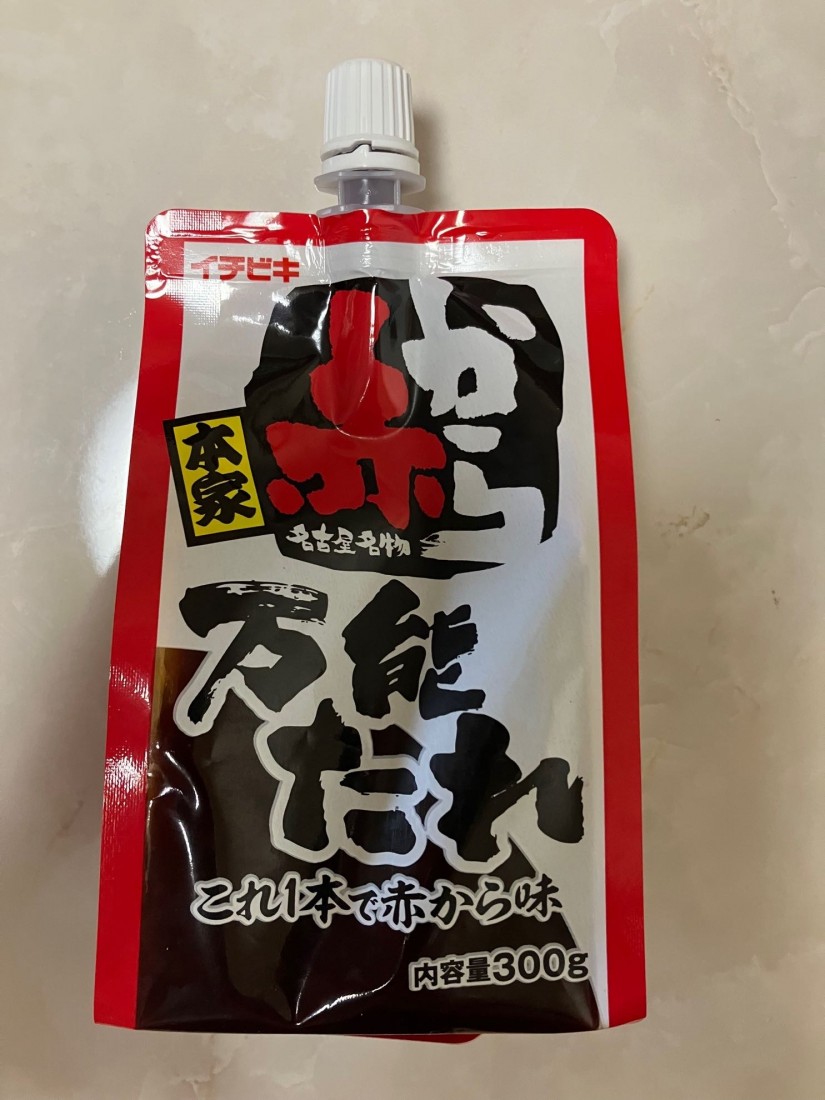 イチビキ
赤から
本家
名古屋名物
万能
たれ
これ1本で赤から味
内容量300g